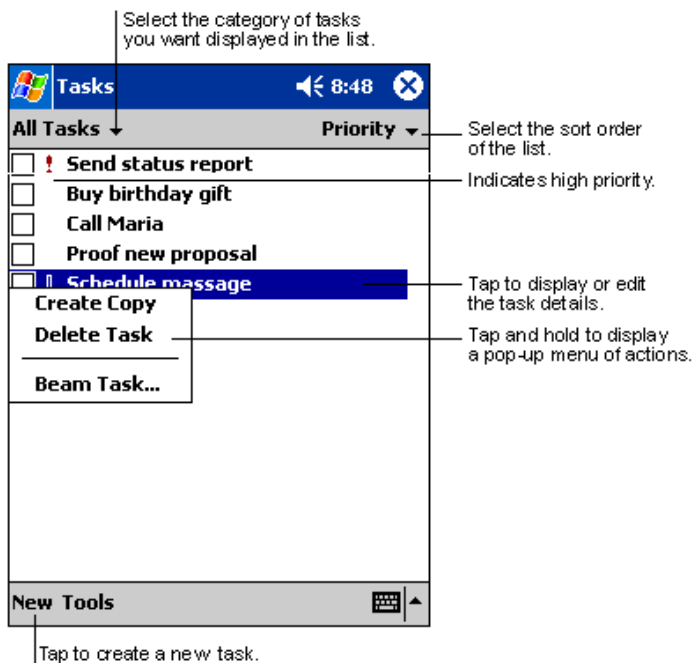 Select the category of tasks
you want displayed in the list.
Tasks 8:48
All Tasks Priority
Select the sort order
of the list.
Send status report
Indicates high priority.
Buy birthday gift
Call Maria
Proof new proposal
Schedule massage
Tap to display or edit
the task details.
Create Copy
Delete Task
Tap and hold to display
a pop-up menu of actions.
Beam Task...
New Tools
Tap to create a new task.